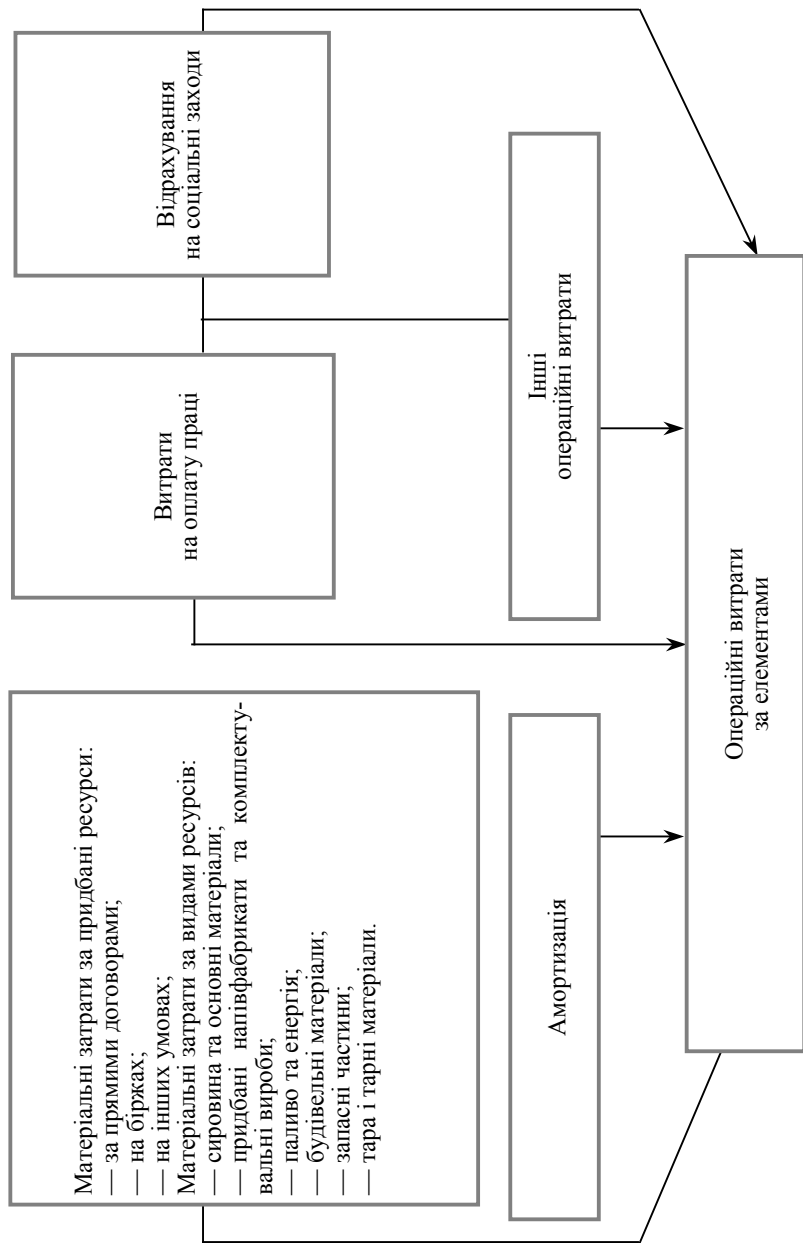 Матеріальні затрати за придбані ресурси:
— за прямими договорами;
— на біржах;
— на інших умовах;
Матеріальні затрати за видами ресурсів:
— сировина та основні матеріали;
— придбані напівфабрикати та комплекту-
вальні вироби;
— паливо та енергія;
— будівельні матеріали;
— запасні частини;
— тара і тарні матеріали.
Витрати
на оплату праці
Відрахування
на соціальні заходи
Амортизація
Інші
операційні витрати
Операційні витрати
за елементами